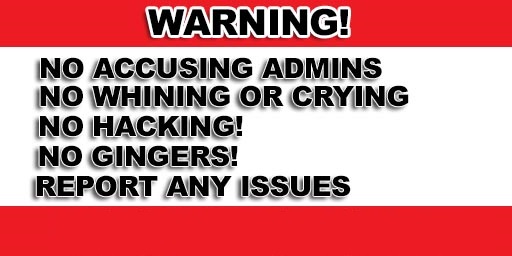 WARNING!
NO ACCUSING ADMINS
NO WHINING OR CRYING
NO HACKING!
NO GINGERS!
REPORT ANY ISSUES